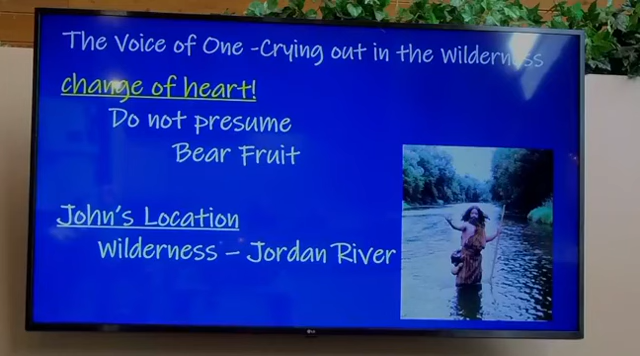 The Voice of One -Crying out in the Wilderness
change of heart!
Do not presume
Bear Fruit
John's Location
Wilderness – Jordan River
LG